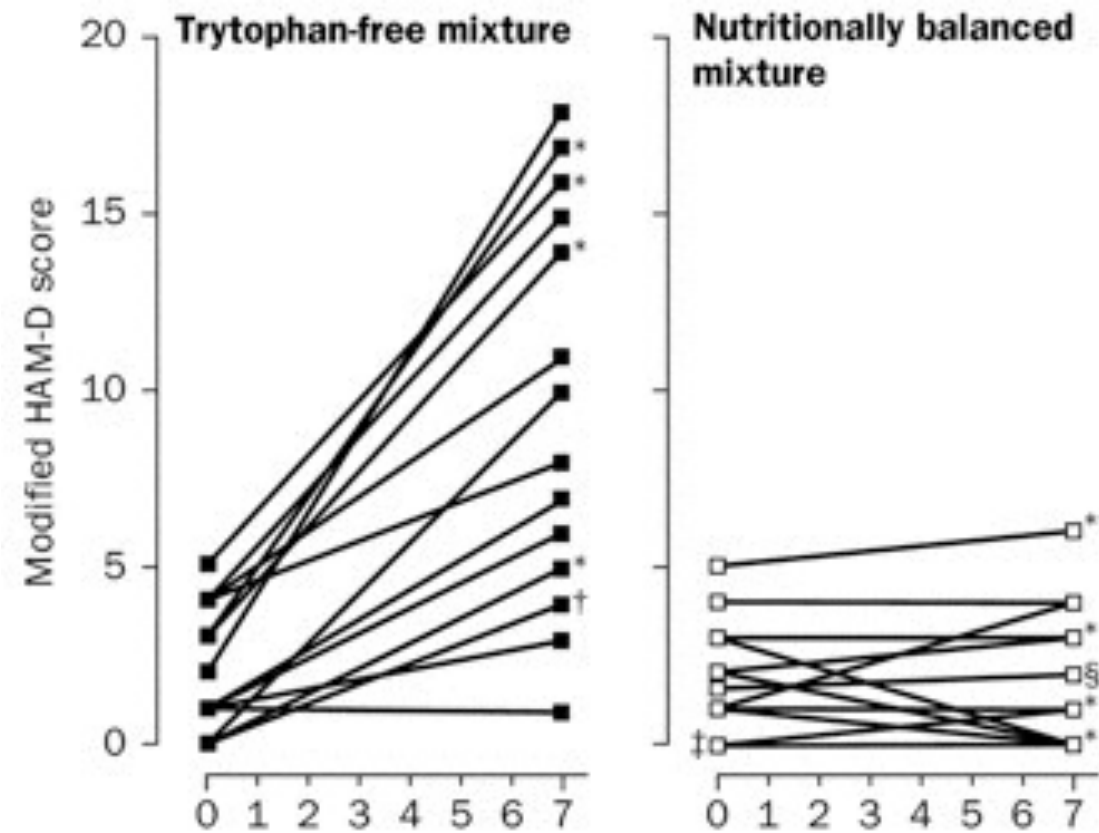 Trytophan-free mixture
Nutritionally balanced
mixture
Modified HAM-D score
20
15
10
5
0
*
*
*
*
†
*
*
§
*
*
‡
0 1 2 3 4 5 6 7
0 1 2 3 4 5 6 7